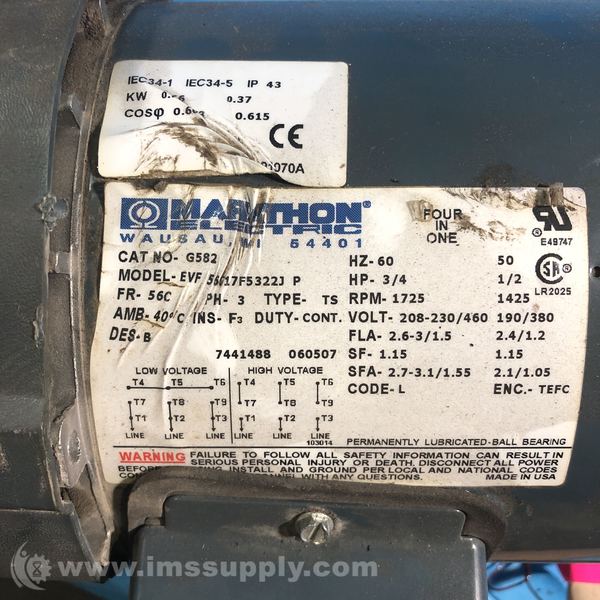 IEC34-1 IEC34-5 IP 43
KW 0.37
COSφ 0.615
CE
MARATHON®
ELECTRIC
WAUSAU, WI 54401
FOUR
IN
ONE
E49747
LR2025
CAT NO- G582 HZ-60 50
MODEL- HP- 3/4 1/2
FR- 56C PH- 3 TYPE- TS RPM-1725 1425
AMB-40°C INS- F3 DUTY-CONT. VOLT- 208-230/460 190/380
DES-B FLA- 2.6-3/1.5 2.4/1.2
7441488 060507 SF- 1.15 1.15
SFA- 2.7-3.1/1.55 2.1/1.05
CODE-L ENC.- TEFC
LOW VOLTAGE HIGH VOLTAGE
T4 T5 T6 T4 T5 T6
T7 T8 T9 T7 T8 T9
T1 T2 T3 T1 T2 T3
LINE LINE LINE LINE LINE LINE
103014
PERMANENTLY LUBRICATED-BALL BEARING
WARNING FAILURE TO FOLLOW ALL SAFETY INFORMATION CAN RESULT IN
SERIOUS PERSONAL INJURY OR DEATH. DISCONNECT ALL POWER
INSTALL AND GROUND PER LOCAL AND NATIONAL CODES
WITH ANY QUESTIONS. MADE IN USA
www.imssupply.com